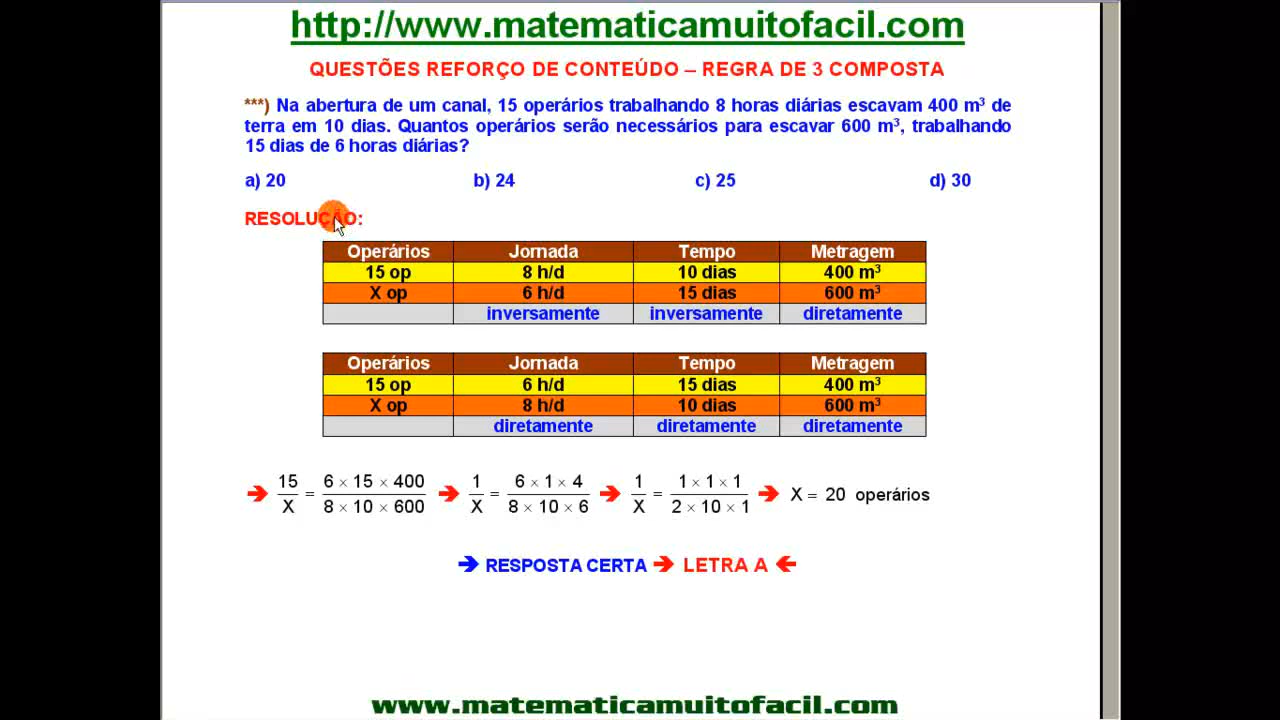 http://www.matematicamuitofacil.com
QUESTÕES REFORÇO DE CONTEÚDO – REGRA DE 3 COMPOSTA
***) Na abertura de um canal, 15 operários trabalhando 8 horas diárias escavam 400 m³ de
terra em 10 dias. Quantos operários serão necessários para escavar 600 m³, trabalhando
15 dias de 6 horas diárias?
a) 20 b) 24 c) 25 d) 30
RESOLUÇÃO:
Operários Jornada Tempo Metragem
15 op 8 h/d 10 dias 400 m³
X op 6 h/d 15 dias 600 m³
inversamente inversamente diretamente
Operários Jornada Tempo Metragem
15 op 6 h/d 15 dias 400 m³
X op 8 h/d 10 dias 600 m³
diretamente diretamente diretamente
➔ 15/X = 6 × 15 × 400/8 × 10 × 600 ➔ 1/X = 6 × 1 × 4/8 × 10 × 6 ➔ 1/X = 1 × 1 × 1/2 × 10 × 1 ➔ X = 20 operários
➔ RESPOSTA CERTA ➔ LETRA A 🡸
www.matematicamuitofacil.com